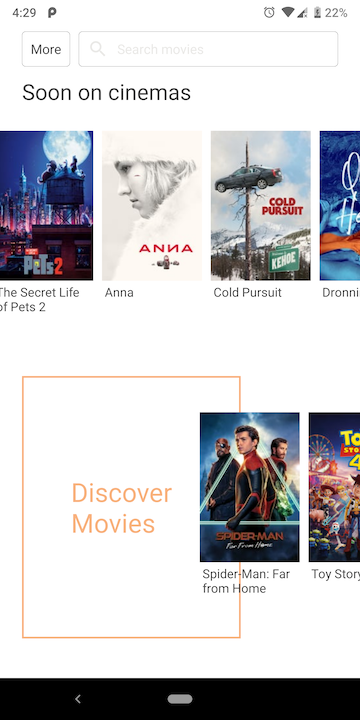 4:29
22%
More
Search movies
Soon on cinemas
PETS 2
ANNA
COLD
PURSUIT
KEHOE
The Secret Life
of Pets 2
Anna
Cold Pursuit
Dronni
Discover
Movies
SPIDER-MAN
FAR FROM HOME
TOY
STORY
4
Spider-Man: Far
from Home
Toy Story